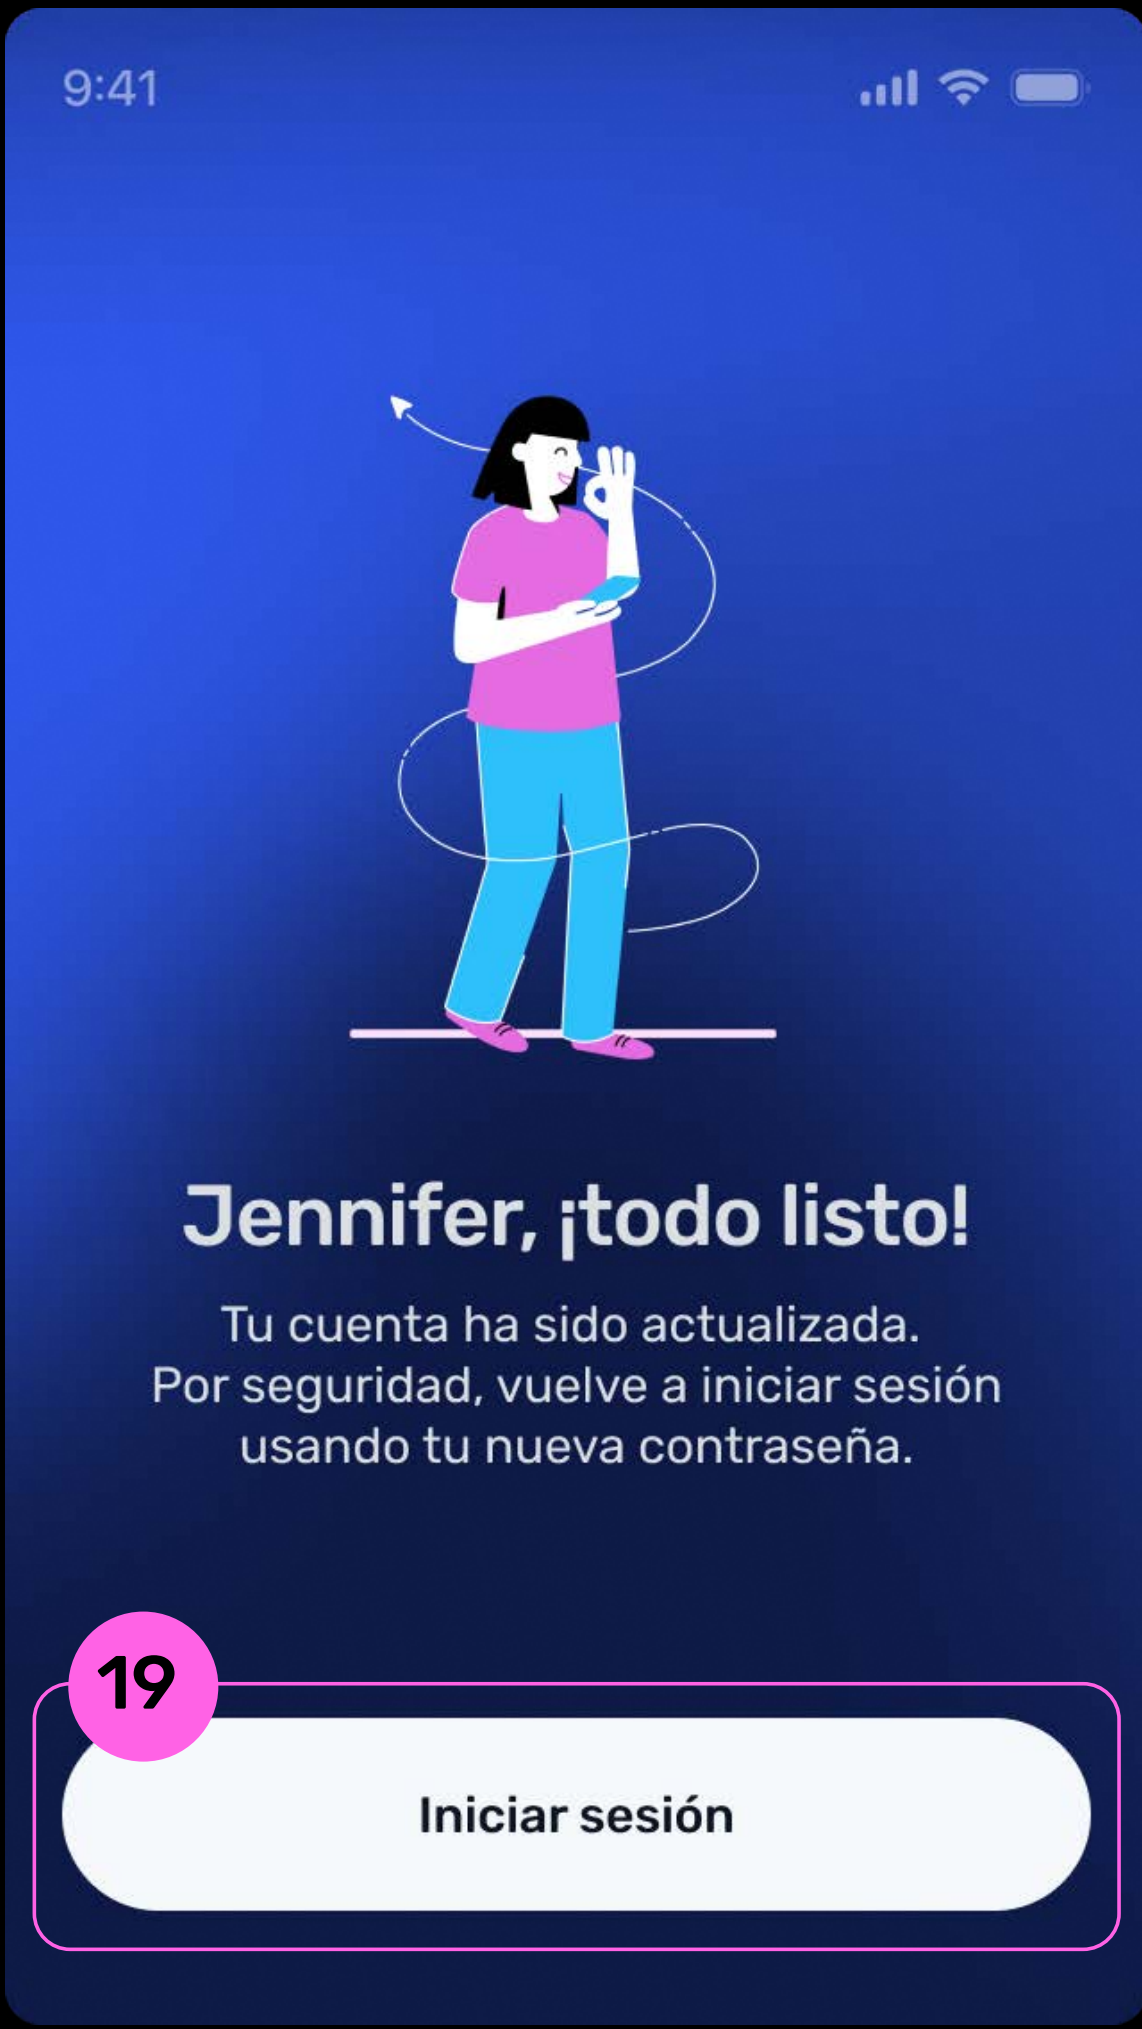 9:41
Jennifer, ¡todo listo!
Tu cuenta ha sido actualizada.
Por seguridad, vuelve a iniciar sesión
usando tu nueva contraseña.
19
Iniciar sesión